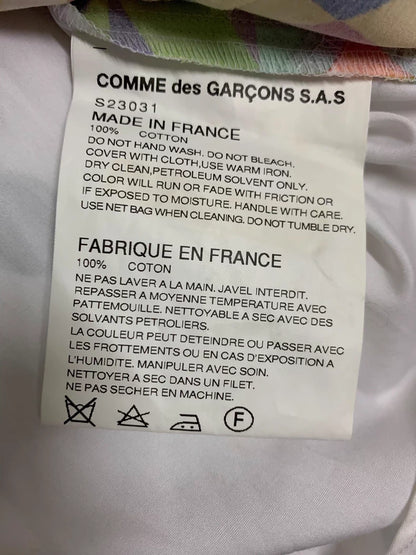 COMME des GARÇONS S.A.S
S23031
MADE IN FRANCE
100% COTTON
DO NOT HAND WASH. DO NOT BLEACH.
COVER WITH CLOTH,USE WARM IRON.
DRY CLEAN,PETROLEUM SOLVENT ONLY.
COLOR WILL RUN OR FADE WITH FRICTION OR
IF EXPOSED TO MOISTURE. HANDLE WITH CARE.
USE NET BAG WHEN CLEANING. DO NOT TUMBLE DRY.
FABRIQUE EN FRANCE
100% COTON
NE PAS LAVER A LA MAIN. JAVEL INTERDIT.
REPASSER A MOYENNE TEMPERATURE AVEC
PATTEMOUILLE. NETTOYABLE A SEC AVEC DES
SOLVANTS PETROLIERS.
LA COULEUR PEUT DETEINDRE OU PASSER AVEC
LES FROTTEMENTS OU EN CAS D'EXPOSITION A
L'HUMIDITE. MANIPULER AVEC SOIN.
NETTOYER A SEC DANS UN FILET.
NE PAS SECHER EN MACHINE.
F